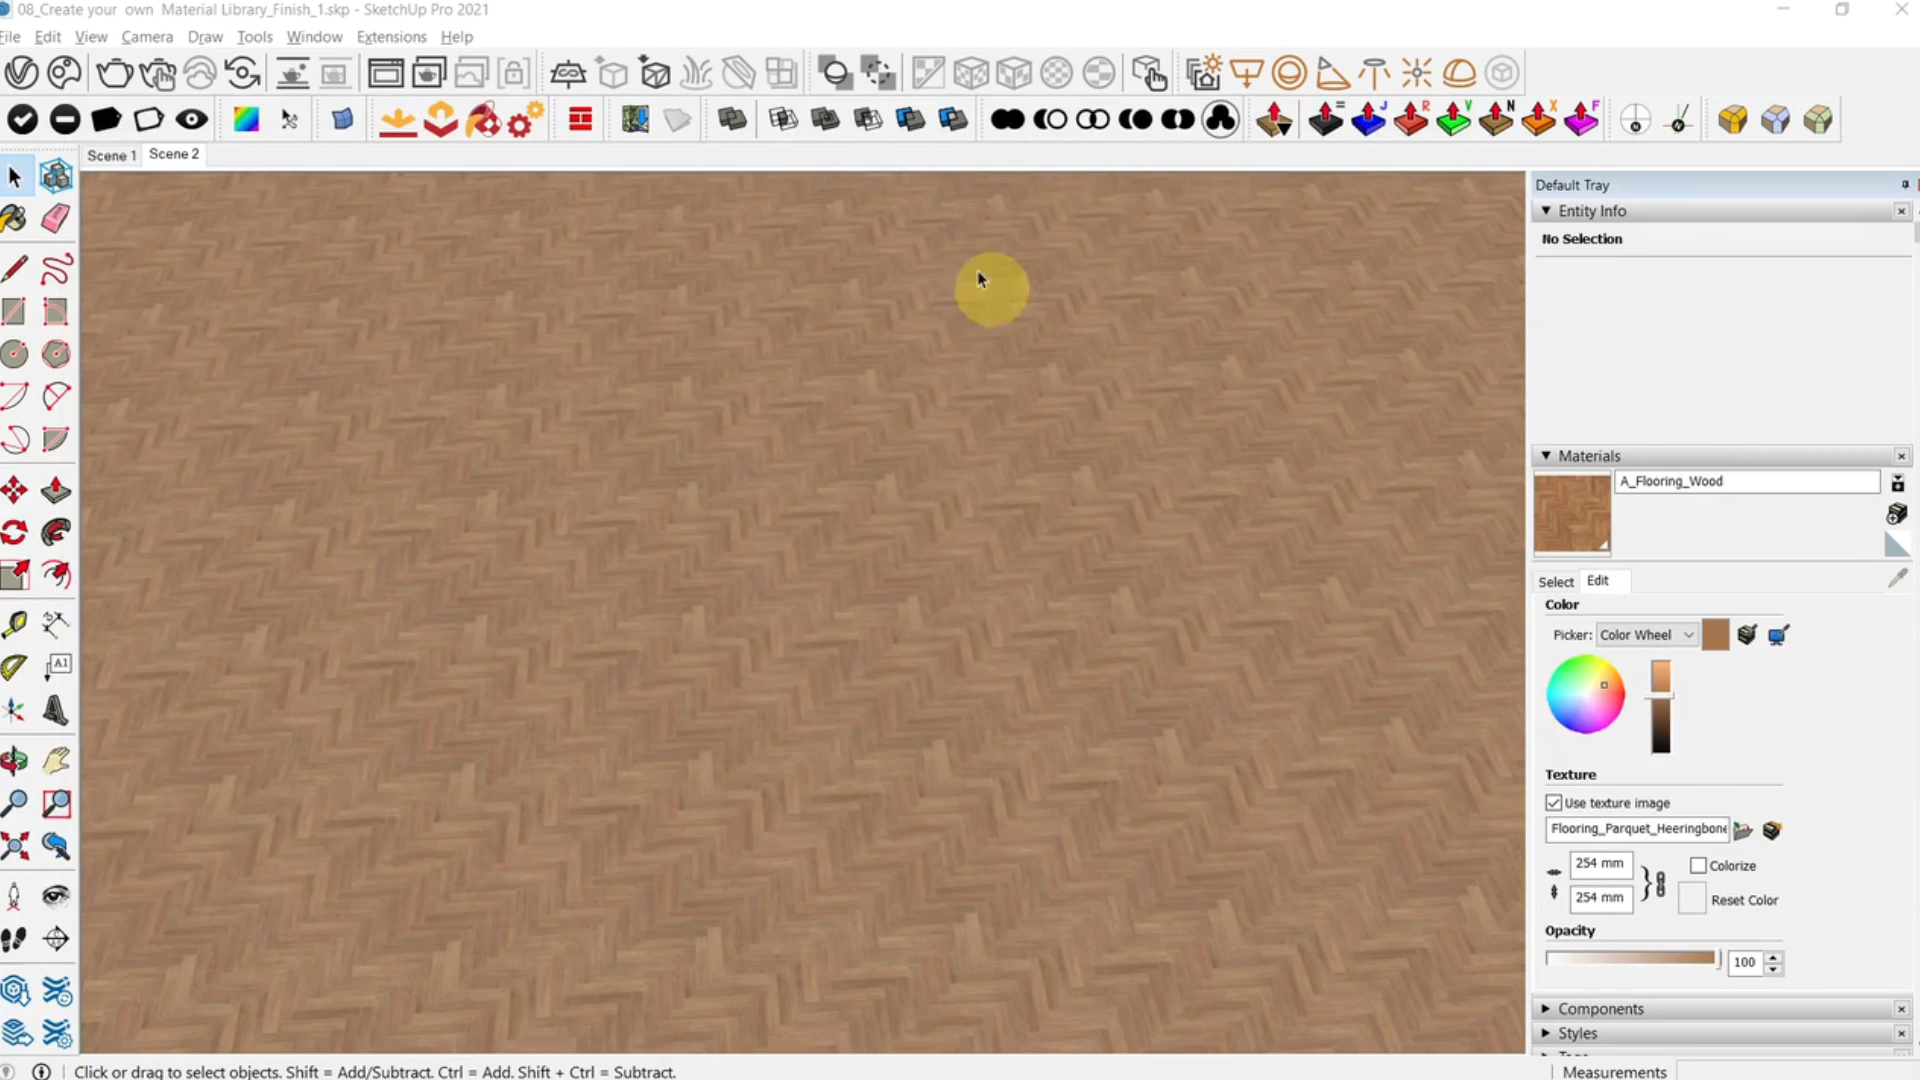 08_Create your own Material Library_Finish_1.skp - SketchUp Pro 2021
File Edit View Camera Draw Tools Window Extensions Help
= J R V N X F
Scene 1 Scene 2
Default Tray
Entity Info
No Selection
Materials
A_Flooring_Wood
Select Edit
Color
Picker: Color Wheel
A1
Texture
Use texture image
Flooring_Parquet_Heeringbone
254 mm
Colorize
254 mm
Reset Color
Opacity
100
Components
Styles
Click or drag to select objects. Shift = Add/Subtract. Ctrl = Add. Shift + Ctrl = Subtract.
Measurements